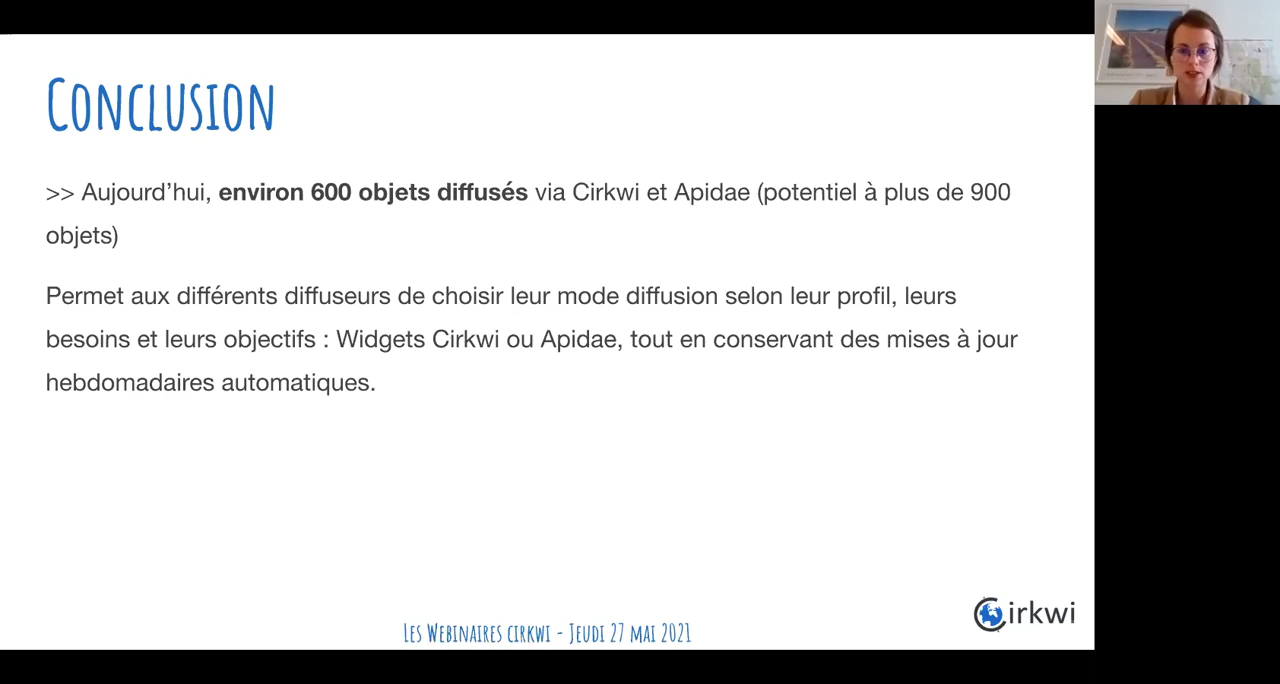 Conclusion
>> Aujourd’hui, environ 600 objets diffusés via Cirkwi et Apidae (potentiel à plus de 900
objets)
Permet aux différents diffuseurs de choisir leur mode diffusion selon leur profil, leurs
besoins et leurs objectifs : Widgets Cirkwi ou Apidae, tout en conservant des mises à jour
hebdomadaires automatiques.
Cirkwi
Les Webinaires cirkwi - Jeudi 27 mai 2021